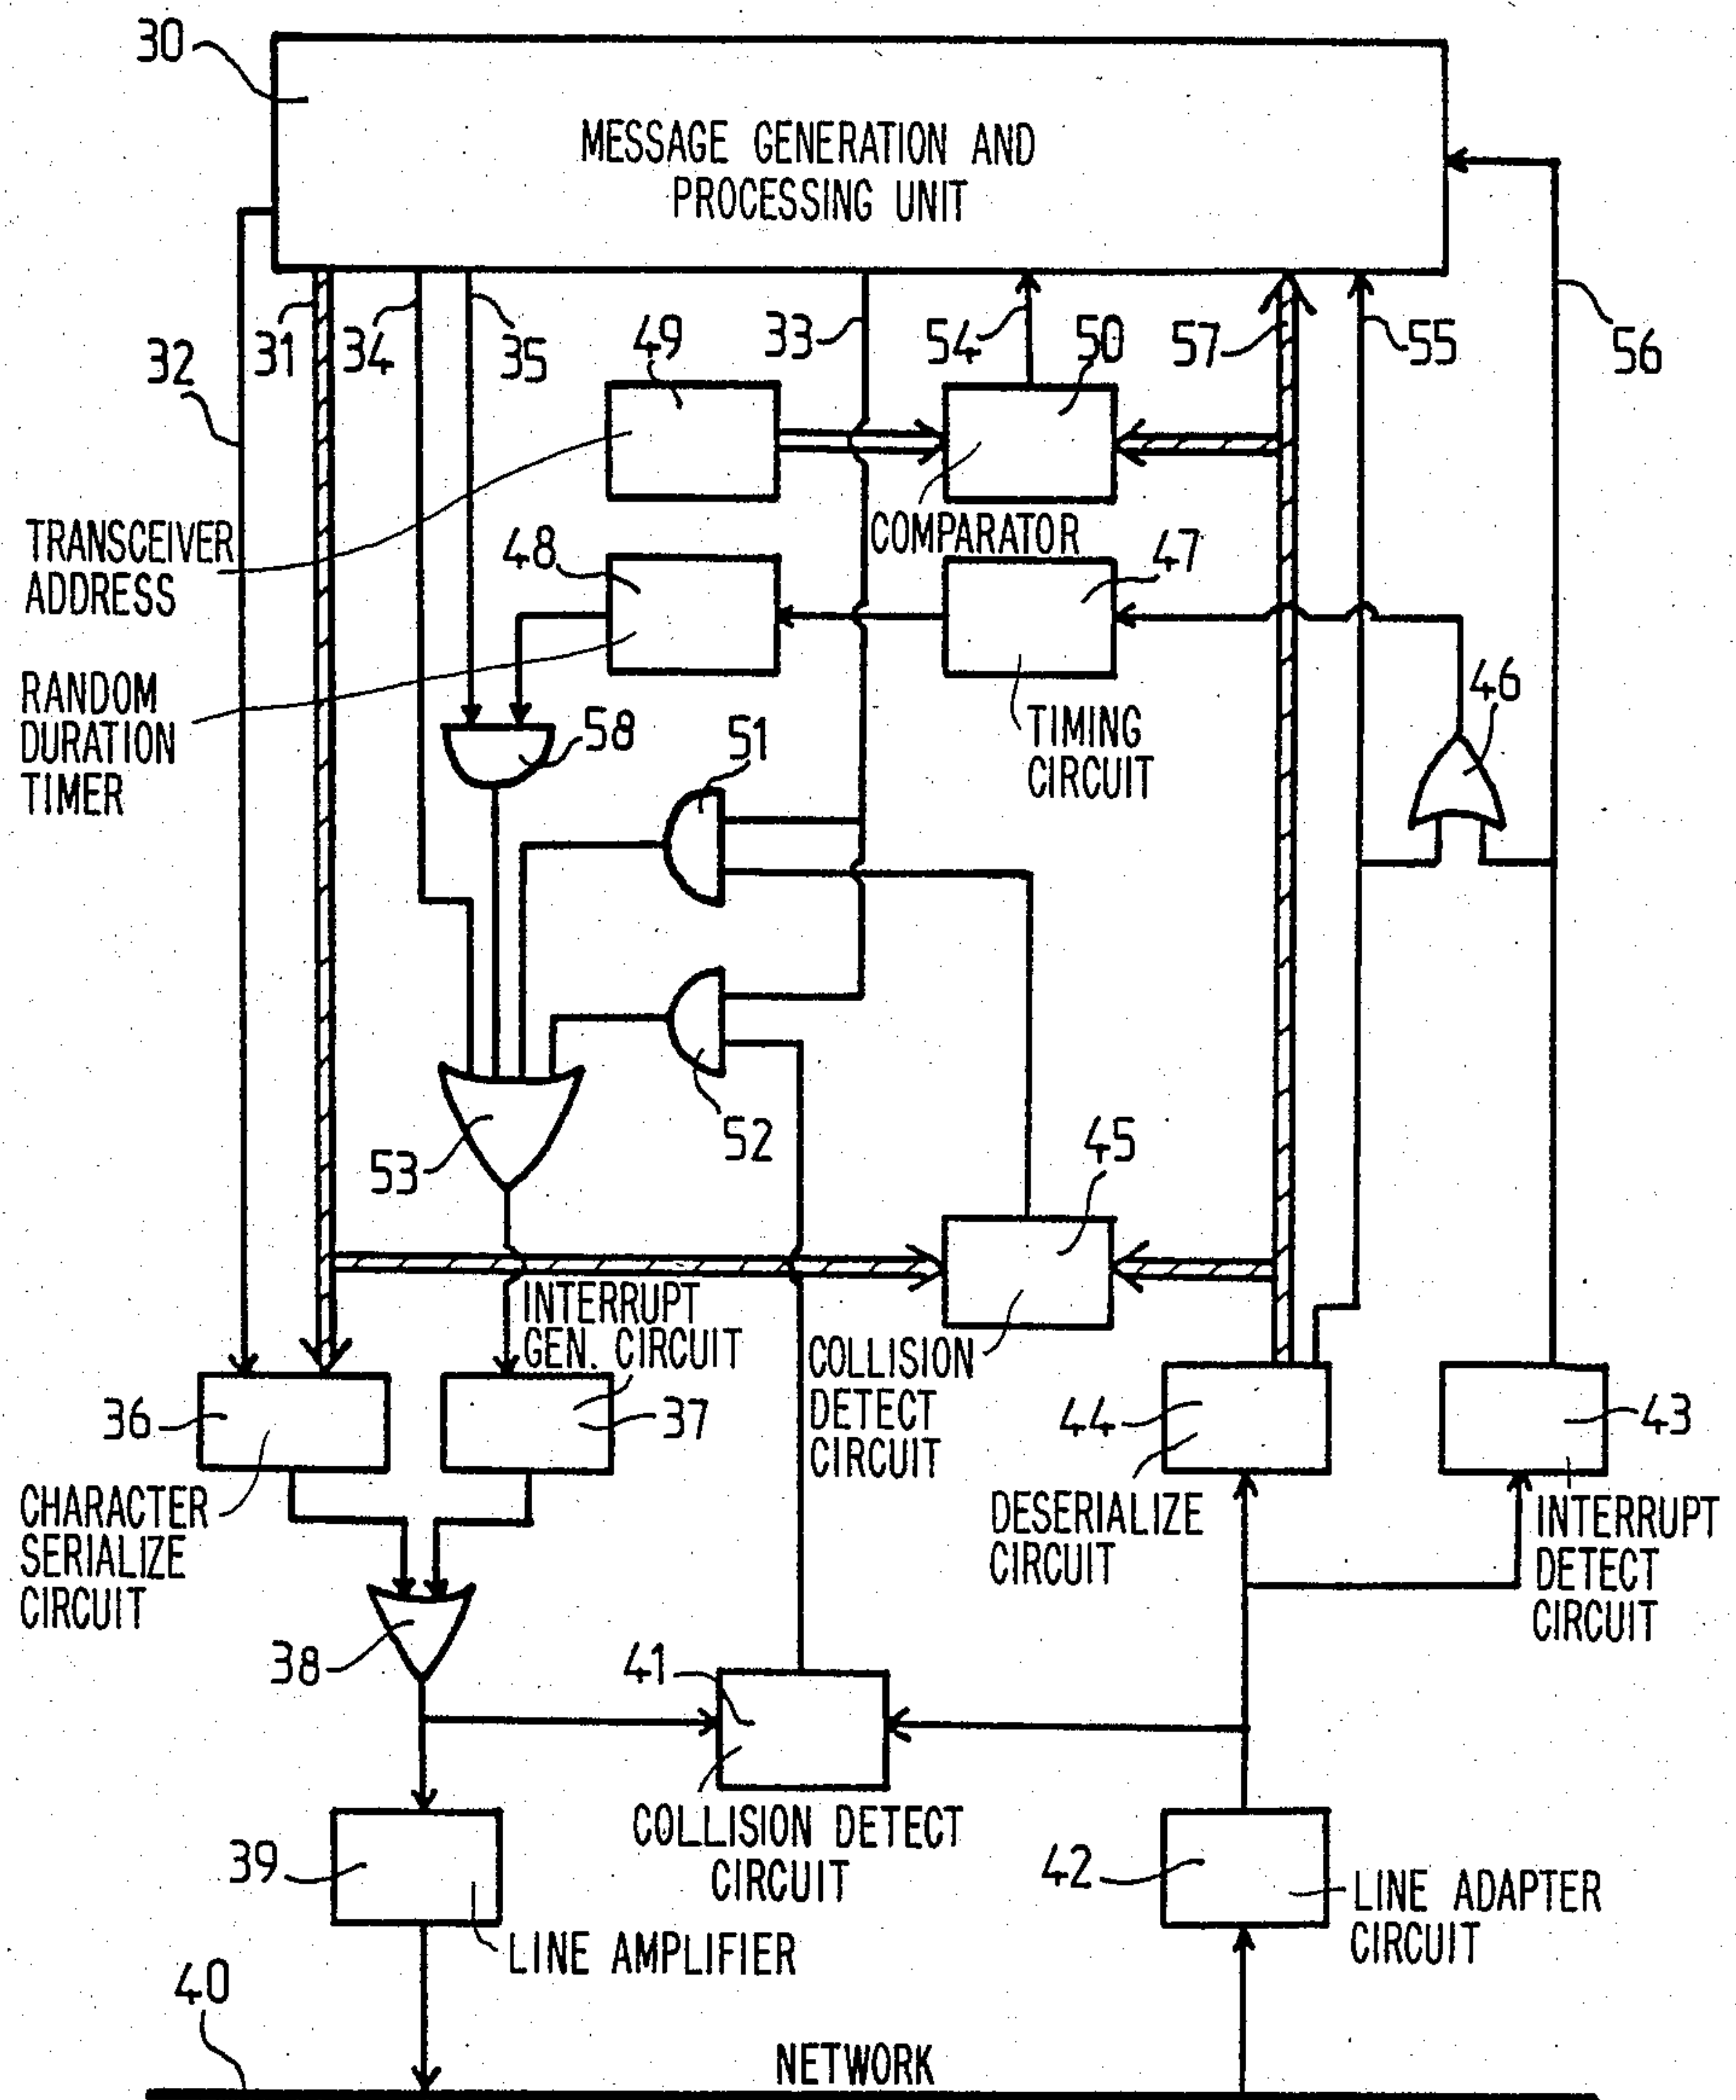 30
MESSAGE GENERATION AND
PROCESSING UNIT
32
31
34
35
49
33
54
50
57
55
56
TRANSCEIVER
ADDRESS
COMPARATOR
48
47
RANDOM
DURATION
TIMER
58
51
TIMING
CIRCUIT
46
53
52
45
INTERRUPT
GEN. CIRCUIT
COLLISION
DETECT
CIRCUIT
36
37
44
43
CHARACTER
SERIALIZE
CIRCUIT
DESERIALIZE
CIRCUIT
INTERRUPT
DETECT
CIRCUIT
38
41
COLLISION DETECT
CIRCUIT
39
LINE AMPLIFIER
42
LINE ADAPTER
CIRCUIT
40
NETWORK